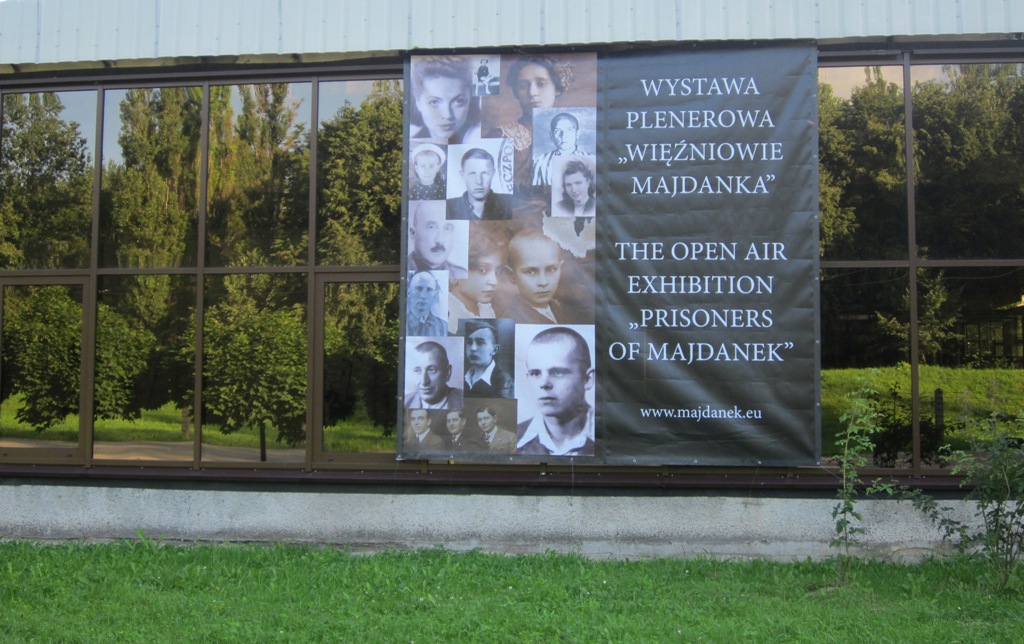 WYSTAWA
PLENEROWA
„WIĘŹNIOWIE
MAJDANKA”
THE OPEN AIR
EXHIBITION
„PRISONERS
OF MAJDANEK”
www.majdanek.eu